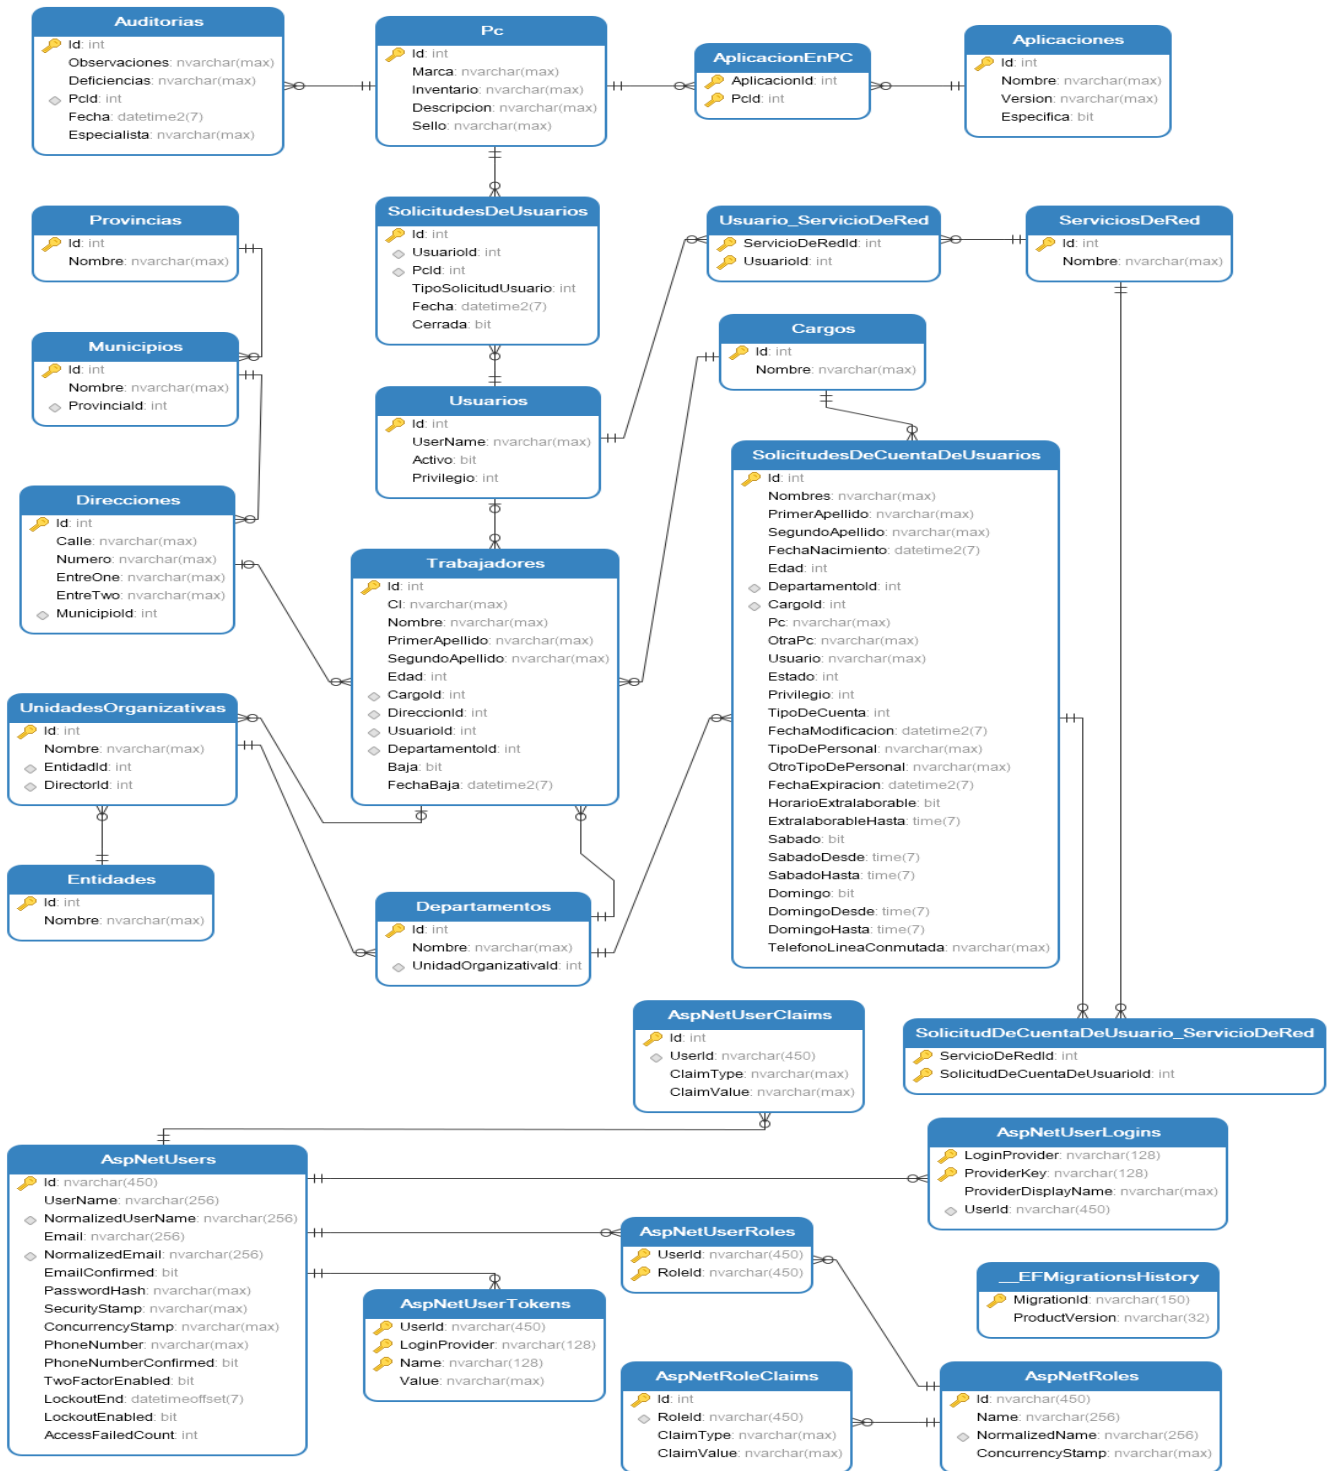 Auditorias
Id: int
Observaciones: nvarchar(max)
Deficiencias: nvarchar(max)
PcId: int
Fecha: datetime2(7)
Especialista: nvarchar(max)
Pc
Id: int
Marca: nvarchar(max)
Inventario: nvarchar(max)
Descripcion: nvarchar(max)
Sello: nvarchar(max)
AplicacionEnPC
AplicacionId: int
PcId: int
Aplicaciones
Id: int
Nombre: nvarchar(max)
Version: nvarchar(max)
Especifica: bit
Provincias
Id: int
Nombre: nvarchar(max)
SolicitudesDeUsuarios
Id: int
UsuarioId: int
PcId: int
TipoSolicitudUsuario: int
Fecha: datetime2(7)
Cerrada: bit
Usuario_ServicioDeRed
ServicioDeRedId: int
UsuarioId: int
ServiciosDeRed
Id: int
Nombre: nvarchar(max)
Municipios
Id: int
Nombre: nvarchar(max)
ProvinciaId: int
Cargos
Id: int
Nombre: nvarchar(max)
Usuarios
Id: int
UserName: nvarchar(max)
Activo: bit
Privilegio: int
Direcciones
Id: int
Calle: nvarchar(max)
Numero: nvarchar(max)
EntreOne: nvarchar(max)
EntreTwo: nvarchar(max)
MunicipioId: int
SolicitudesDeCuentaDeUsuarios
Id: int
Nombres: nvarchar(max)
PrimerApellido: nvarchar(max)
SegundoApellido: nvarchar(max)
FechaNacimiento: datetime2(7)
Edad: int
DepartamentoId: int
CargoId: int
Pc: nvarchar(max)
OtraPc: nvarchar(max)
Usuario: nvarchar(max)
Estado: int
Privilegio: int
TipoDeCuenta: int
FechaModificacion: datetime2(7)
TipoDePersonal: nvarchar(max)
OtroTipoDePersonal: nvarchar(max)
FechaExpiracion: datetime2(7)
HorarioExtralaborable: bit
ExtralaborableHasta: time(7)
Sabado: bit
SabadoDesde: time(7)
SabadoHasta: time(7)
Domingo: bit
DomingoDesde: time(7)
DomingoHasta: time(7)
TelefonoLineaConmutada: nvarchar(max)
Trabajadores
Id: int
CI: nvarchar(max)
Nombre: nvarchar(max)
PrimerApellido: nvarchar(max)
SegundoApellido: nvarchar(max)
Edad: int
CargoId: int
DireccionId: int
UsuarioId: int
DepartamentoId: int
Baja: bit
FechaBaja: datetime2(7)
UnidadesOrganizativas
Id: int
Nombre: nvarchar(max)
EntidadId: int
DirectorId: int
Entidades
Id: int
Nombre: nvarchar(max)
Departamentos
Id: int
Nombre: nvarchar(max)
UnidadOrganizativaId: int
AspNetUserClaims
Id: int
UserId: nvarchar(450)
ClaimType: nvarchar(max)
ClaimValue: nvarchar(max)
SolicitudDeCuentaDeUsuario_ServicioDeRed
ServicioDeRedId: int
SolicitudDeCuentaDeUsuarioId: int
AspNetUsers
Id: nvarchar(450)
UserName: nvarchar(256)
NormalizedUserName: nvarchar(256)
Email: nvarchar(256)
NormalizedEmail: nvarchar(256)
EmailConfirmed: bit
PasswordHash: nvarchar(max)
SecurityStamp: nvarchar(max)
ConcurrencyStamp: nvarchar(max)
PhoneNumber: nvarchar(max)
PhoneNumberConfirmed: bit
TwoFactorEnabled: bit
LockoutEnd: datetimeoffset(7)
LockoutEnabled: bit
AccessFailedCount: int
AspNetUserLogins
LoginProvider: nvarchar(128)
ProviderKey: nvarchar(128)
ProviderDisplayName: nvarchar(max)
UserId: nvarchar(450)
AspNetUserRoles
UserId: nvarchar(450)
RoleId: nvarchar(450)
__EFMigrationsHistory
MigrationId: nvarchar(150)
ProductVersion: nvarchar(32)
AspNetUserTokens
UserId: nvarchar(450)
LoginProvider: nvarchar(128)
Name: nvarchar(128)
Value: nvarchar(max)
AspNetRoleClaims
Id: int
RoleId: nvarchar(450)
ClaimType: nvarchar(max)
ClaimValue: nvarchar(max)
AspNetRoles
Id: nvarchar(450)
Name: nvarchar(256)
NormalizedName: nvarchar(256)
ConcurrencyStamp: nvarchar(max)